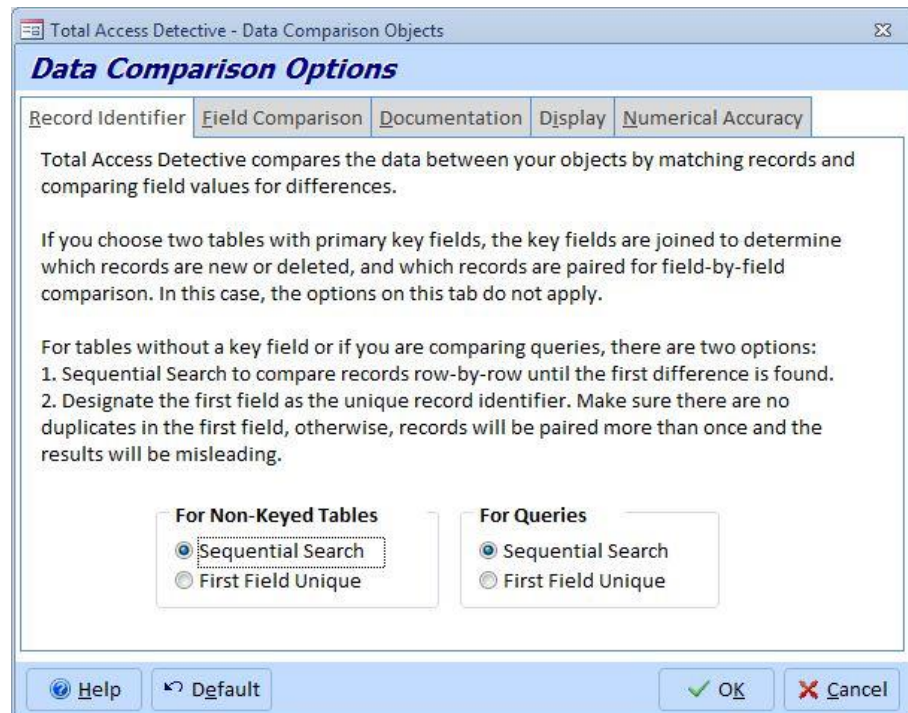 Total Access Detective - Data Comparison Objects
Data Comparison Options
Record Identifier Field Comparison Documentation Display Numerical Accuracy
Total Access Detective compares the data between your objects by matching records and
comparing field values for differences.
If you choose two tables with primary key fields, the key fields are joined to determine
which records are new or deleted, and which records are paired for field-by-field
comparison. In this case, the options on this tab do not apply.
For tables without a key field or if you are comparing queries, there are two options:
1. Sequential Search to compare records row-by-row until the first difference is found.
2. Designate the first field as the unique record identifier. Make sure there are no
duplicates in the first field, otherwise, records will be paired more than once and the
results will be misleading.
For Non-Keyed Tables
Sequential Search
First Field Unique
For Queries
Sequential Search
First Field Unique
Help Default OK Cancel